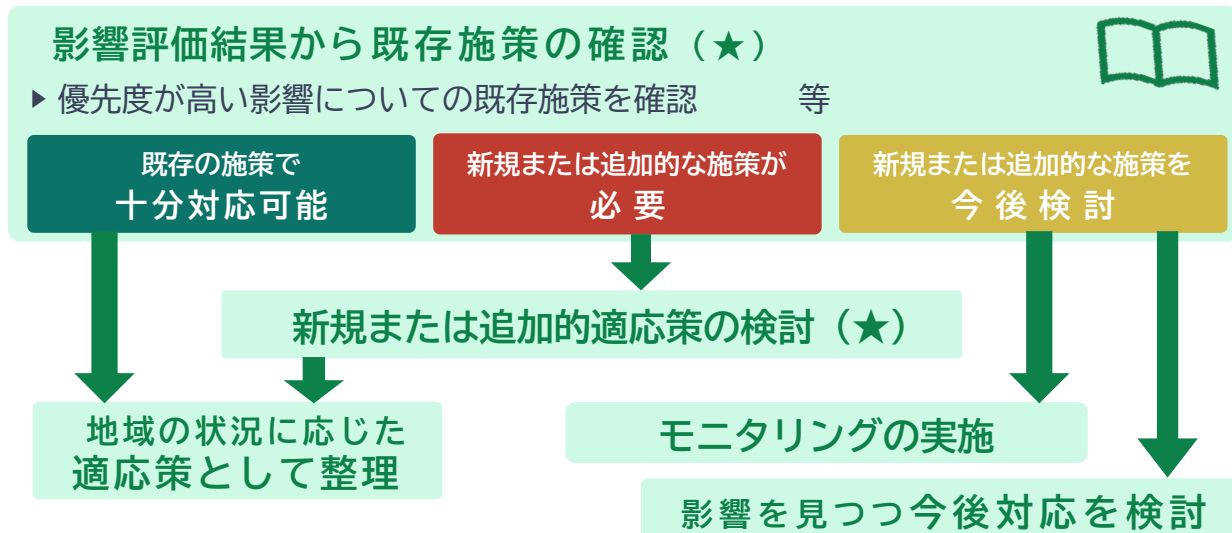 影響評価結果から既存施策の確認（★）
▶ 優先度が高い影響についての既存施策を確認　　　等
既存の施策で
十分対応可能
新規または追加的な施策が
必要
新規または追加的な施策を
今後検討
新規または追加的適応策の検討（★）
地域の状況に応じた
適応策として整理
モニタリングの実施
影響を見つつ今後対応を検討